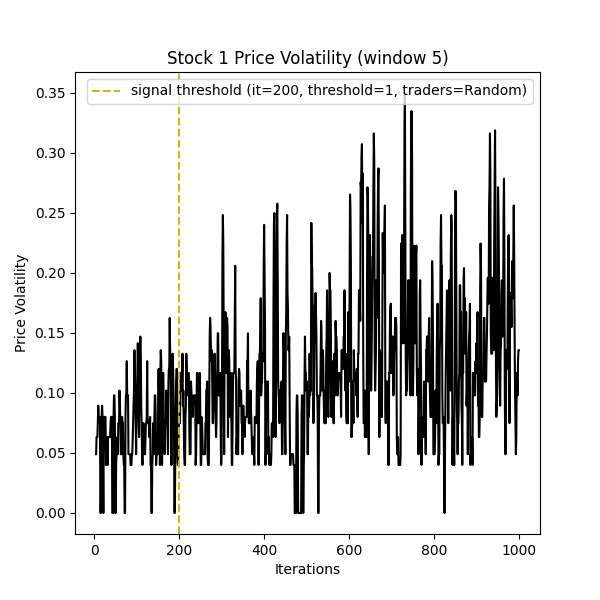 Stock 1 Price Volatility (window 5)
signal threshold (it=200, threshold=1, traders=Random)
Price Volatility
0.35
0.30
0.25
0.20
0.15
0.10
0.05
0.00
0 200 400 600 800 1000
Iterations